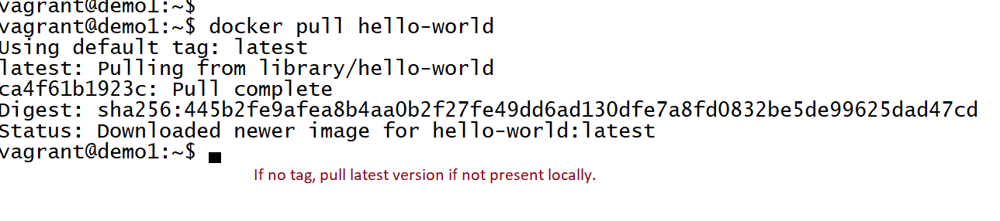 vagrant@demo1:~$
vagrant@demo1:~$ docker pull hello-world
Using default tag: latest
latest: Pulling from library/hello-world
ca4f61b1923c: Pull complete
Digest: sha256:445b2fe9afea8b4aa0b2f27fe49dd6ad130dfe7a8fd0832be5de99625dad47cd
Status: Downloaded newer image for hello-world:latest
vagrant@demo1:~$
If no tag, pull latest version if not present locally.